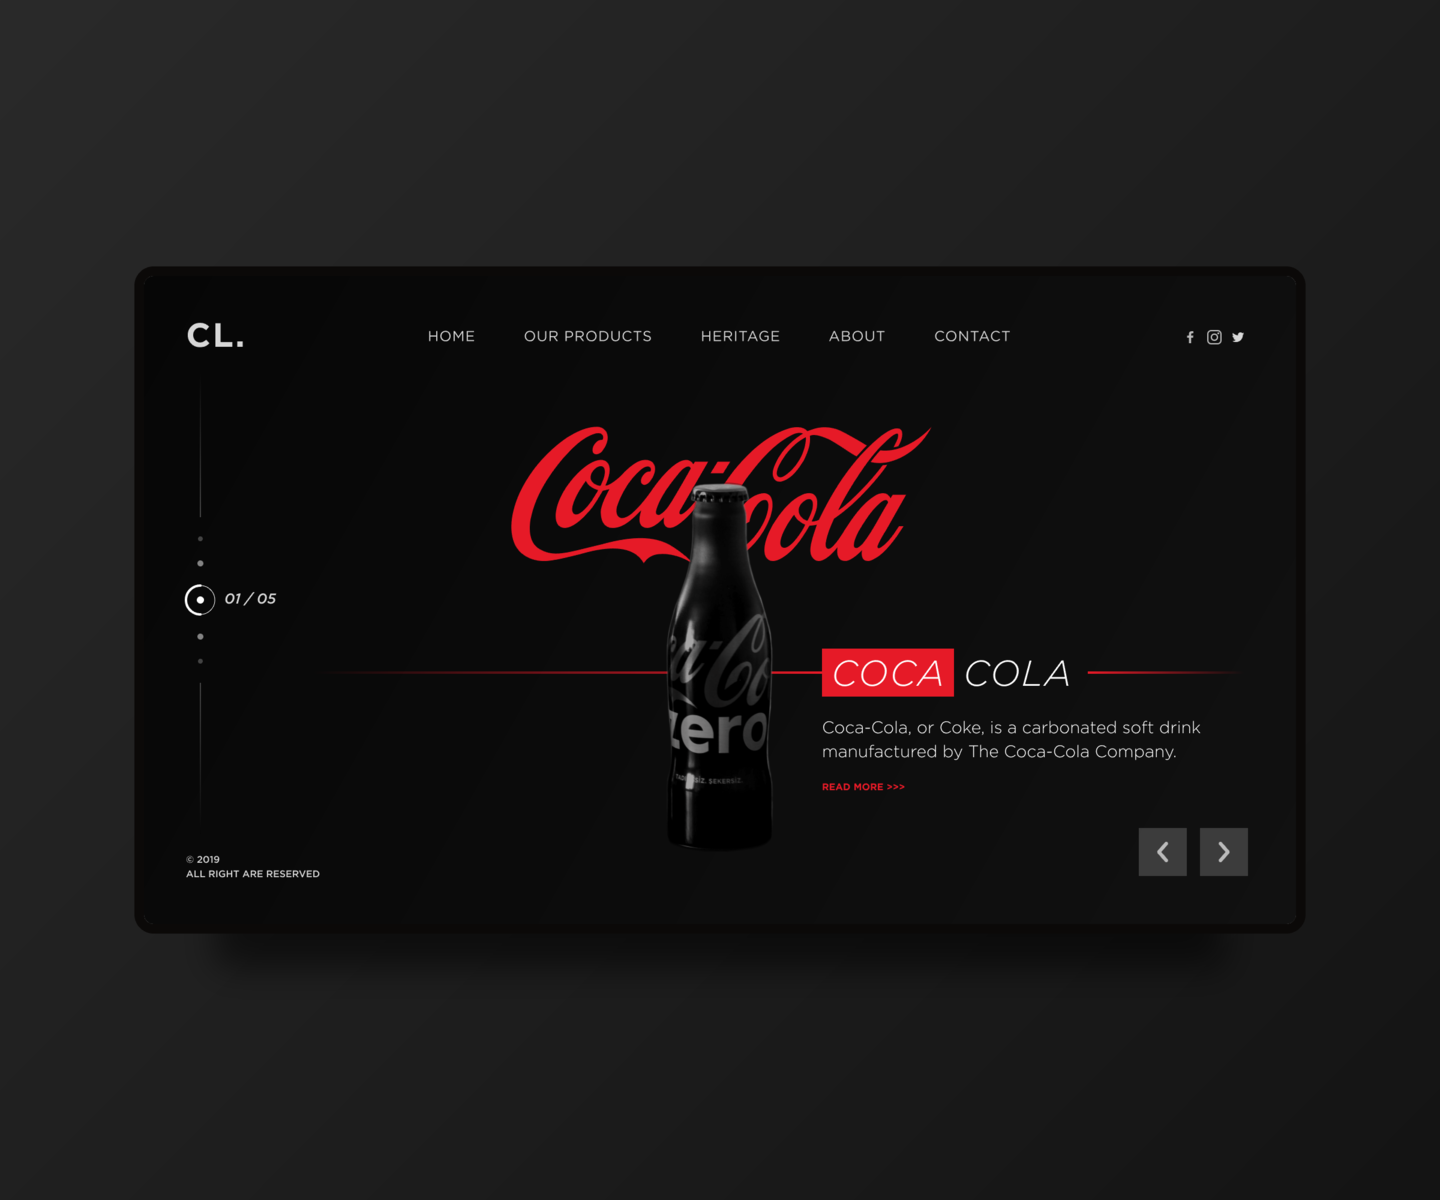 CL.
HOME
OUR PRODUCTS
HERITAGE
ABOUT
CONTACT
Coca-Cola
01 / 05
COCA COLA
zero
ŞEKERSİZ.
Coca-Cola, or Coke, is a carbonated soft drink
manufactured by The Coca-Cola Company.
READ MORE >>>
© 2019
ALL RIGHT ARE RESERVED